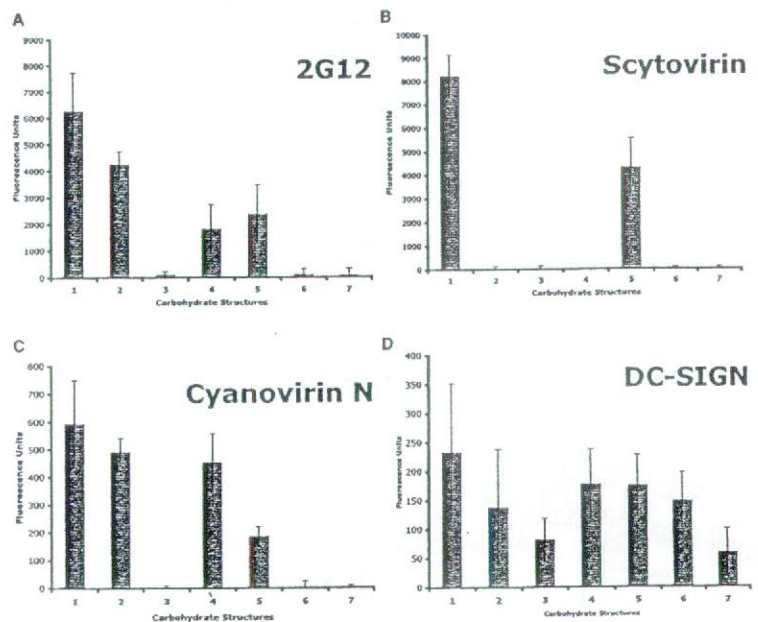 A
2G12
9000
8000
7000
6000
5000
4000
3000
2000
1000
0
Fluorescence Units
1 2 3 4 5 6 7
Carbohydrate Structures
B
Scytovirin
10000
9000
8000
7000
6000
5000
4000
3000
2000
1000
0
Fluorescence Units
1 2 3 4 5 6 7
Carbohydrate Structures
C
Cyanovirin N
800
700
600
500
400
300
200
100
0
Fluorescence Units
1 2 3 4 5 6 7
Carbohydrate Structures
D
DC-SIGN
400
350
300
250
200
150
100
50
0
Fluorescence Units
1 2 3 4 5 6 7
Carbohydrate Structures